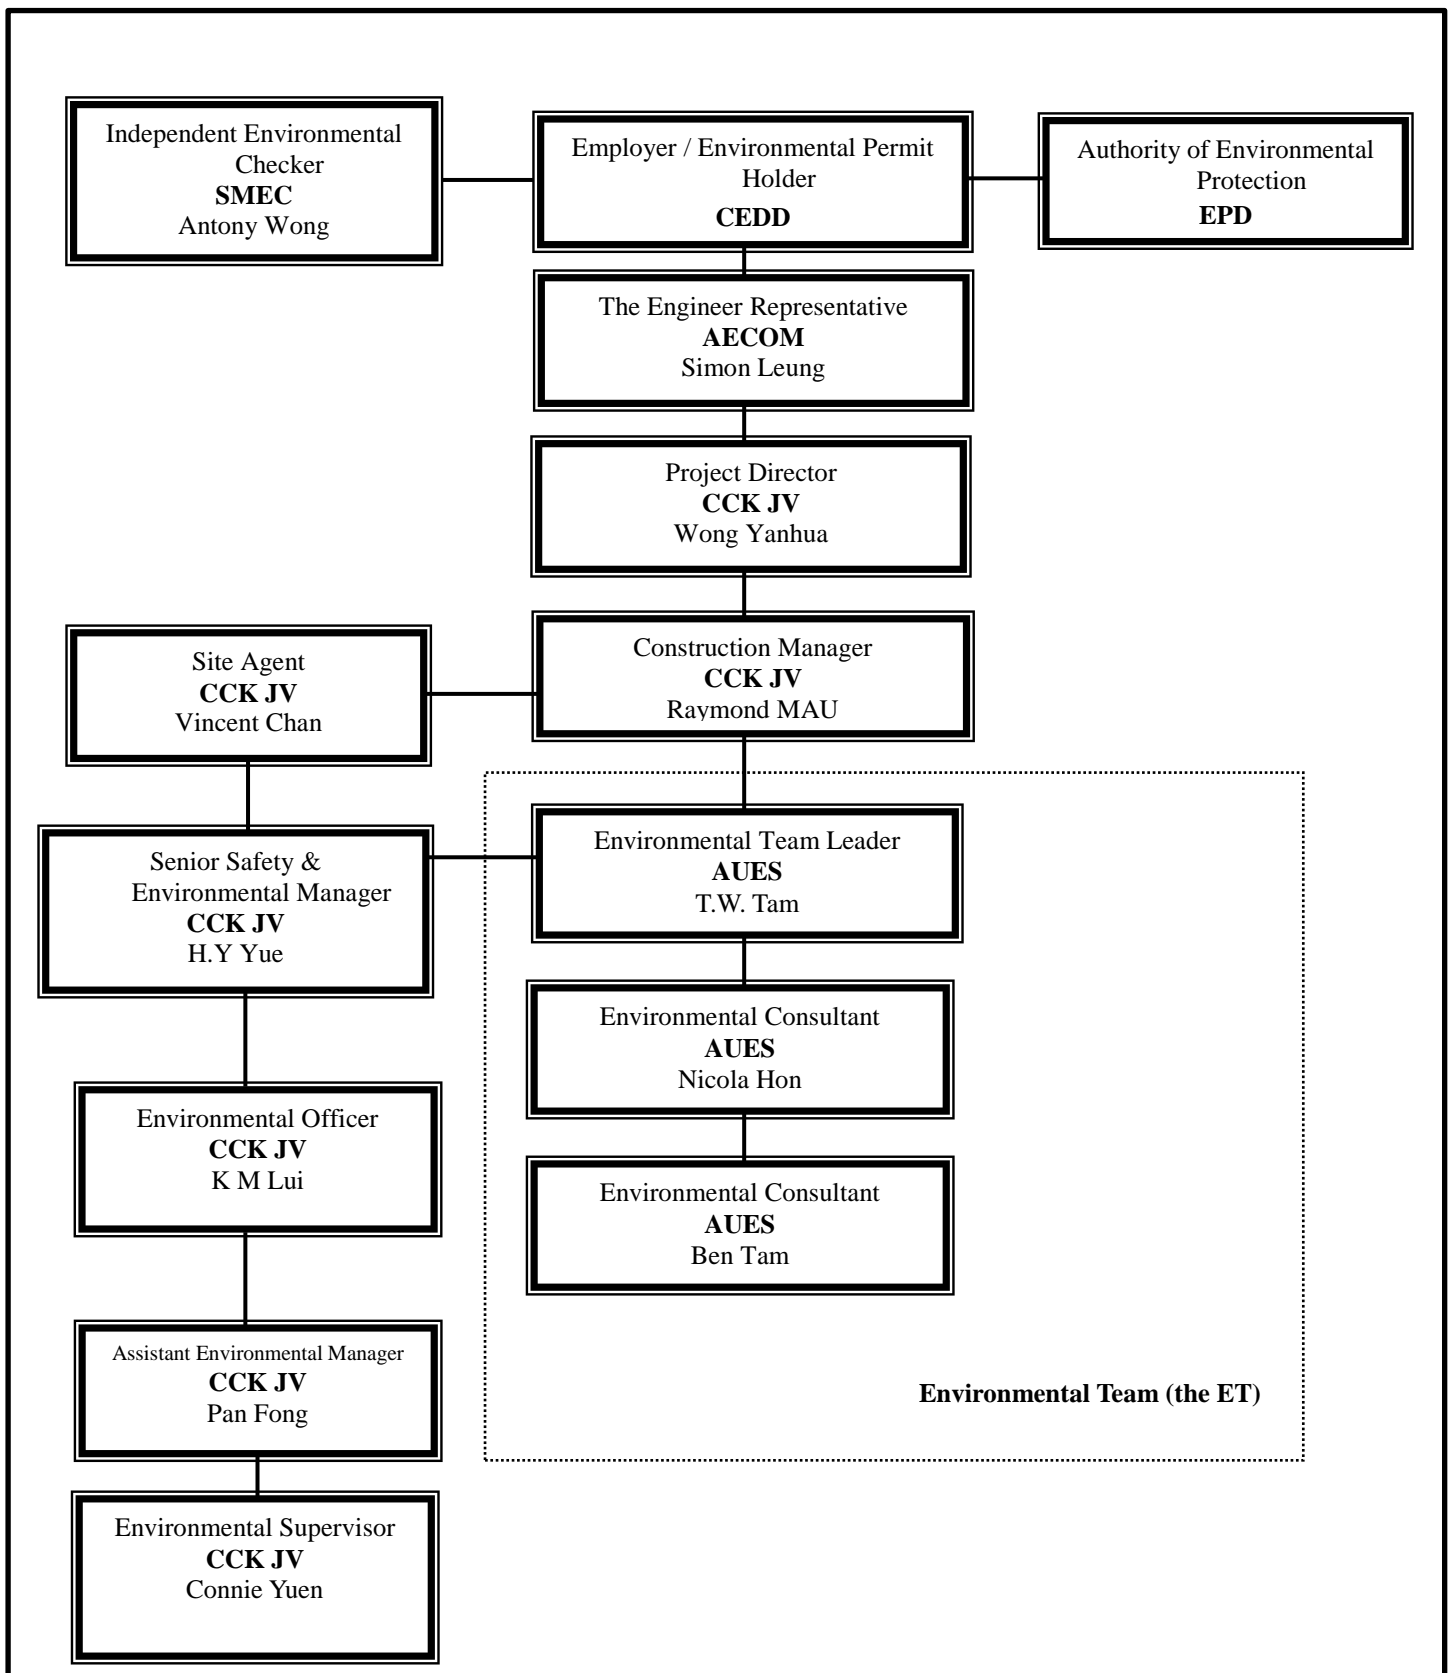 Independent Environmental
Checker
SMEC
Antony Wong
Employer / Environmental Permit
Holder
CEDD
Authority of Environmental
Protection
EPD
The Engineer Representative
AECOM
Simon Leung
Project Director
CCK JV
Wong Yanhua
Site Agent
CCK JV
Vincent Chan
Construction Manager
CCK JV
Raymond MAU
Senior Safety &
Environmental Manager
CCK JV
H.Y Yue
Environmental Team Leader
AUES
T.W. Tam
Environmental Consultant
AUES
Nicola Hon
Environmental Officer
CCK JV
K M Lui
Environmental Consultant
AUES
Ben Tam
Assistant Environmental Manager
CCK JV
Pan Fong
Environmental Team (the ET)
Environmental Supervisor
CCK JV
Connie Yuen